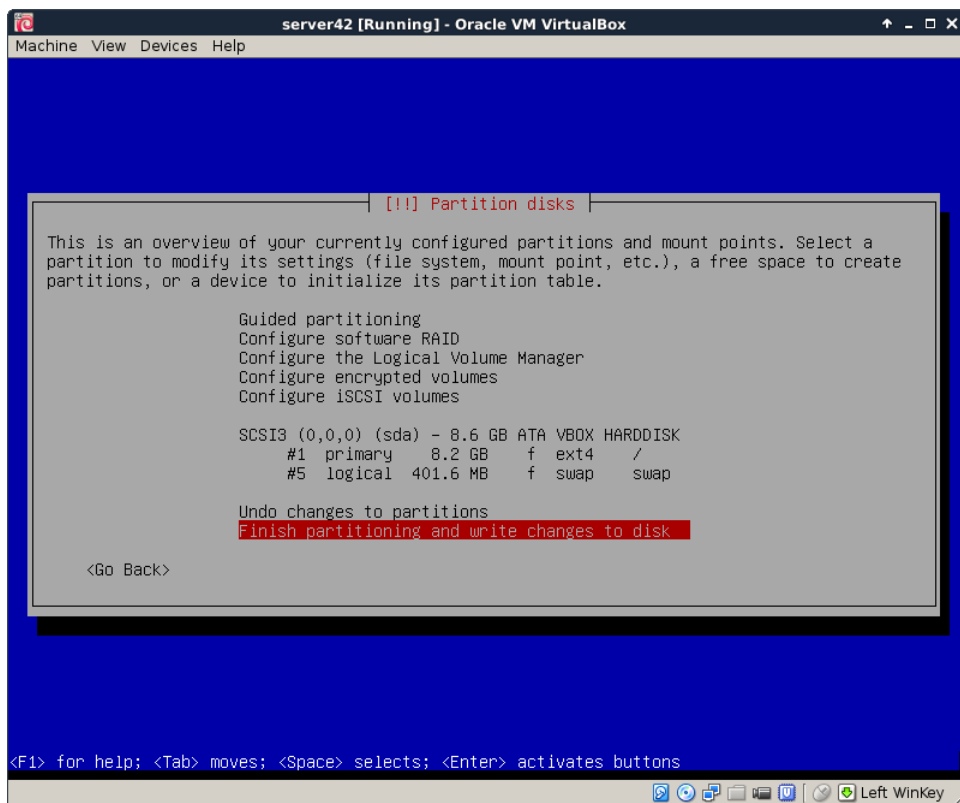 server42 [Running] - Oracle VM VirtualBox
Machine View Devices Help
[!!] Partition disks
This is an overview of your currently configured partitions and mount points. Select a
partition to modify its settings (file system, mount point, etc.), a free space to create
partitions, or a device to initialize its partition table.
Guided partitioning
Configure software RAID
Configure the Logical Volume Manager
Configure encrypted volumes
Configure iSCSI volumes
SCSI3 (0,0,0) (sda) - 8.6 GB ATA VBOX HARDDISK
#1 primary 8.2 GB f ext4 /
#5 logical 401.6 MB f swap swap
Undo changes to partitions
Finish partitioning and write changes to disk
<Go Back>
<F1> for help; <Tab> moves; <Space> selects; <Enter> activates buttons
Left WinKey